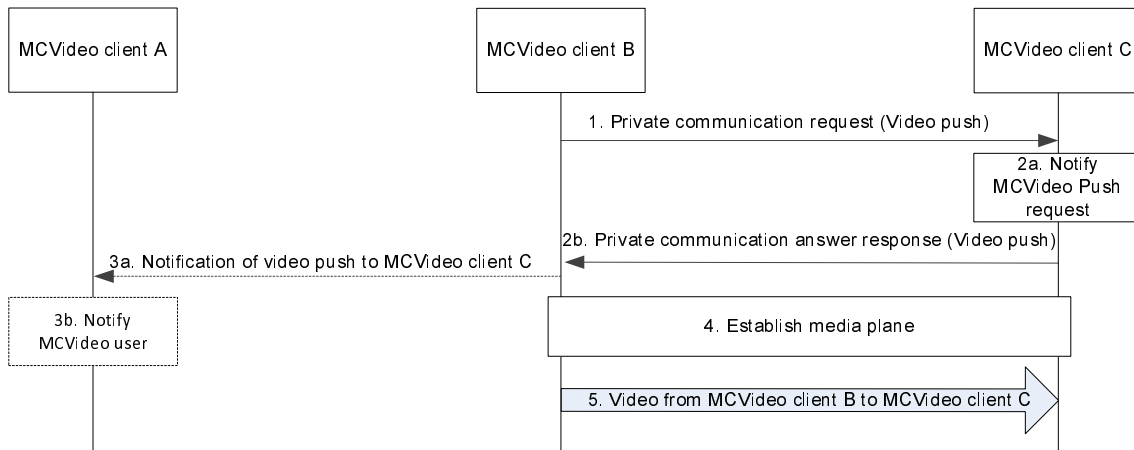 MCVideo client A
MCVideo client B
MCVideo client C
1. Private communication request (Video push)
2a. Notify
MCVideo Push
request
2b. Private communication answer response (Video push)
3a. Notification of video push to MCVideo client C
3b. Notify
MCVideo user
4. Establish media plane
5. Video from MCVideo client B to MCVideo client C